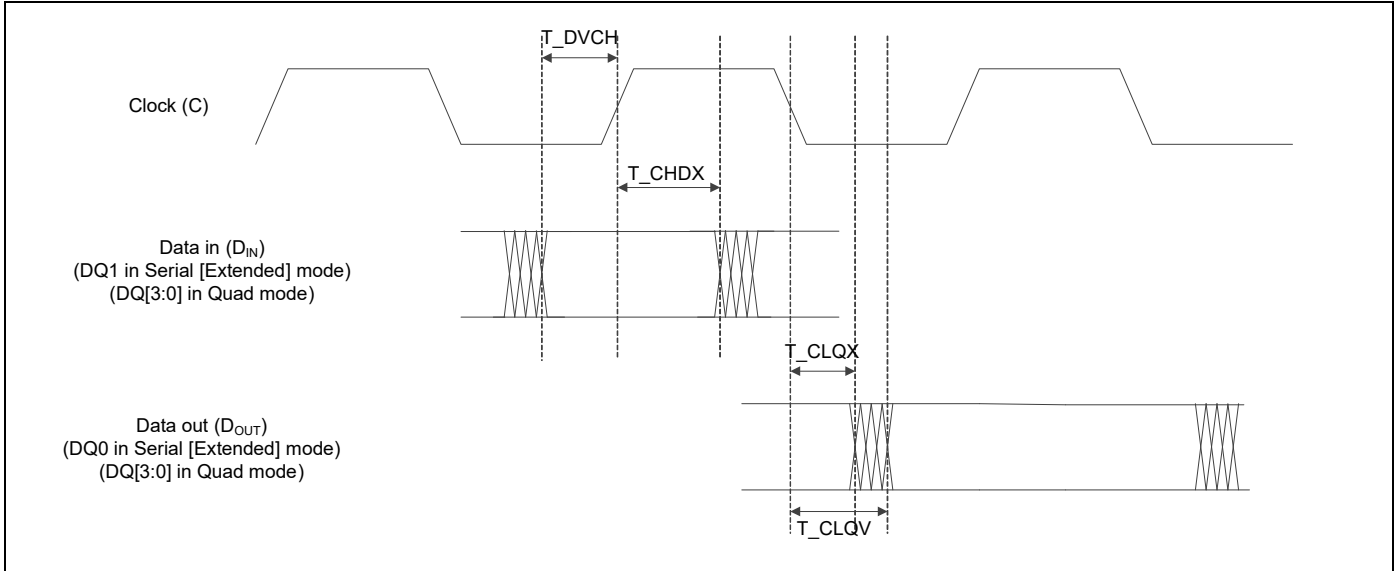 T_DVCH
Clock (C)
T_CHDX
Data in (D_IN)
(DQ1 in Serial [Extended] mode)
(DQ[3:0] in Quad mode)
T_CLQX
Data out (D_OUT)
(DQ0 in Serial [Extended] mode)
(DQ[3:0] in Quad mode)
T_CLQV